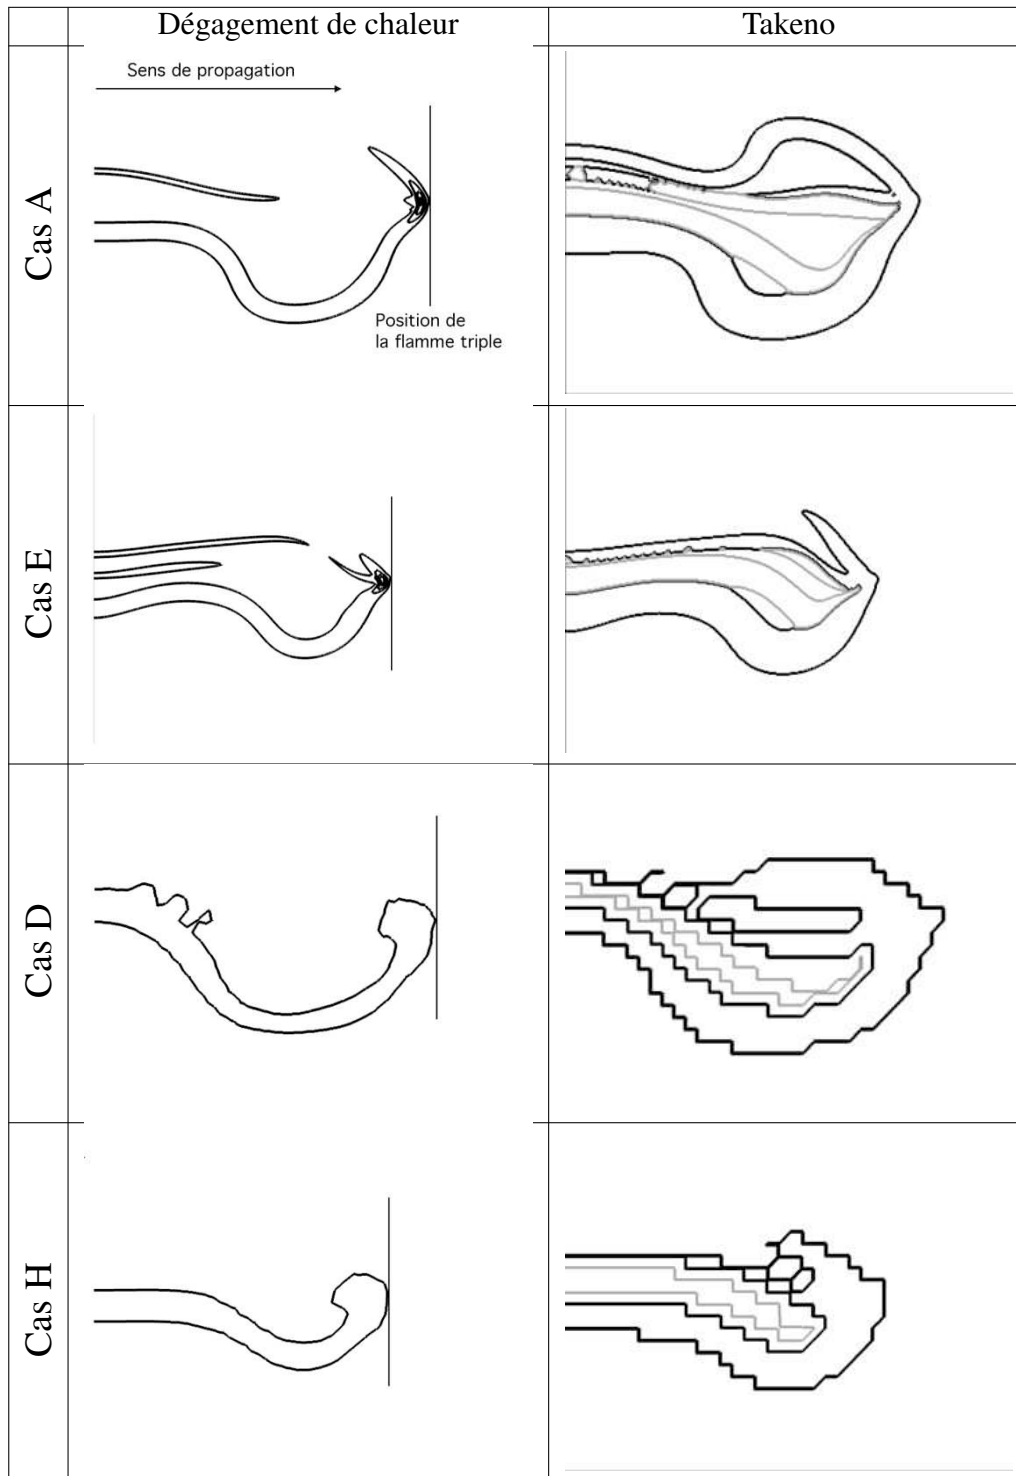 Dégagement de chaleur
Takeno
Cas A
Sens de propagation
Position de
la flamme triple
Cas E
Cas D
Cas H